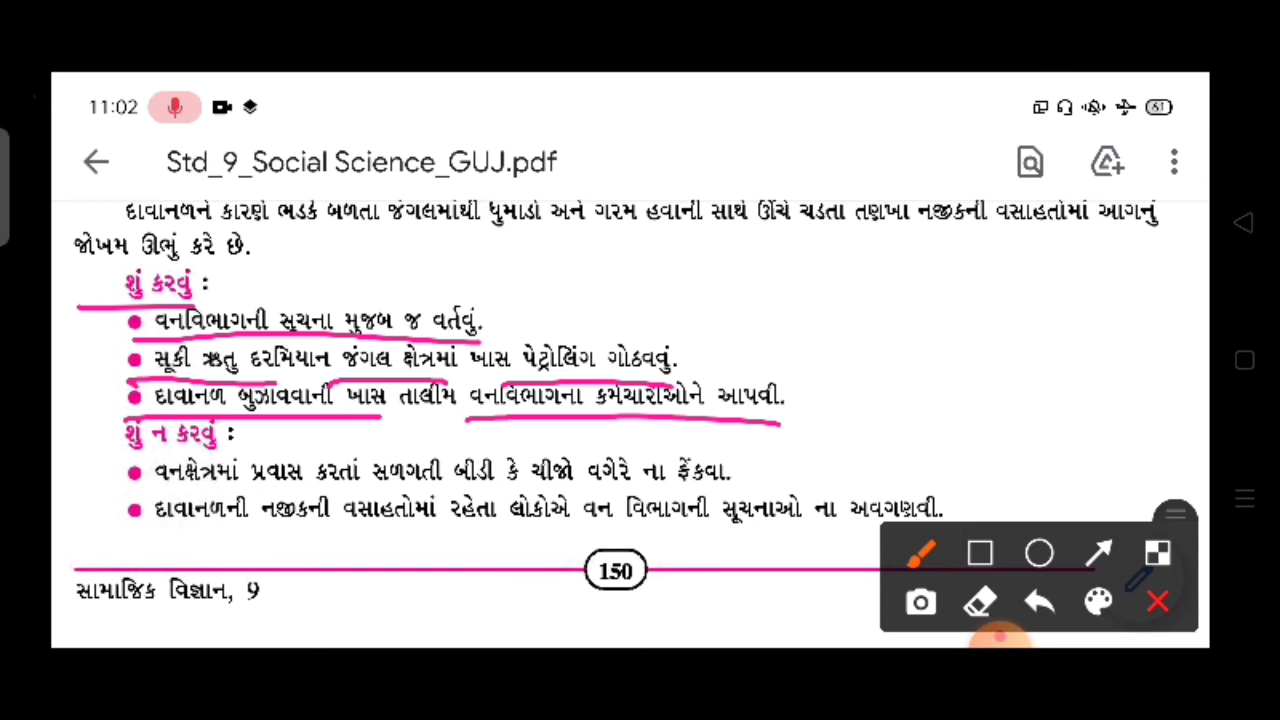 11:02
61
Std_9_Social Science_GUJ.pdf
દાવાનળને કારણે ભડકે બળતા જંગલમાંથી ધુમાડો અને ગરમ હવાની સાથે ઊંચે ચડતા તણખા નજીકની વસાહતોમાં આગનું
જોખમ ઊભું કરે છે.
શું કરવું :
● વનવિભાગની સુચના મુજબ જ વર્તવું.
● સૂકી ઋતુ દરમિયાન જંગલ ક્ષેત્રમાં ખાસ પેટ્રોલિંગ ગોઠવવું.
● દાવાનળ બુઝાવવાની ખાસ તાલીમ વનવિભાગના કર્મચારીઓને આપવી.
શું ન કરવું :
● વનક્ષેત્રમાં પ્રવાસ કરતાં સળગતી બીડી કે ચીજો વગેરે ના ફેંકવા.
● દાવાનળની નજીકની વસાહતોમાં રહેતા લોકોએ વન વિભાગની સૂચનાઓ ના અવગણવી.
150
સામાજિક વિજ્ઞાન, 9